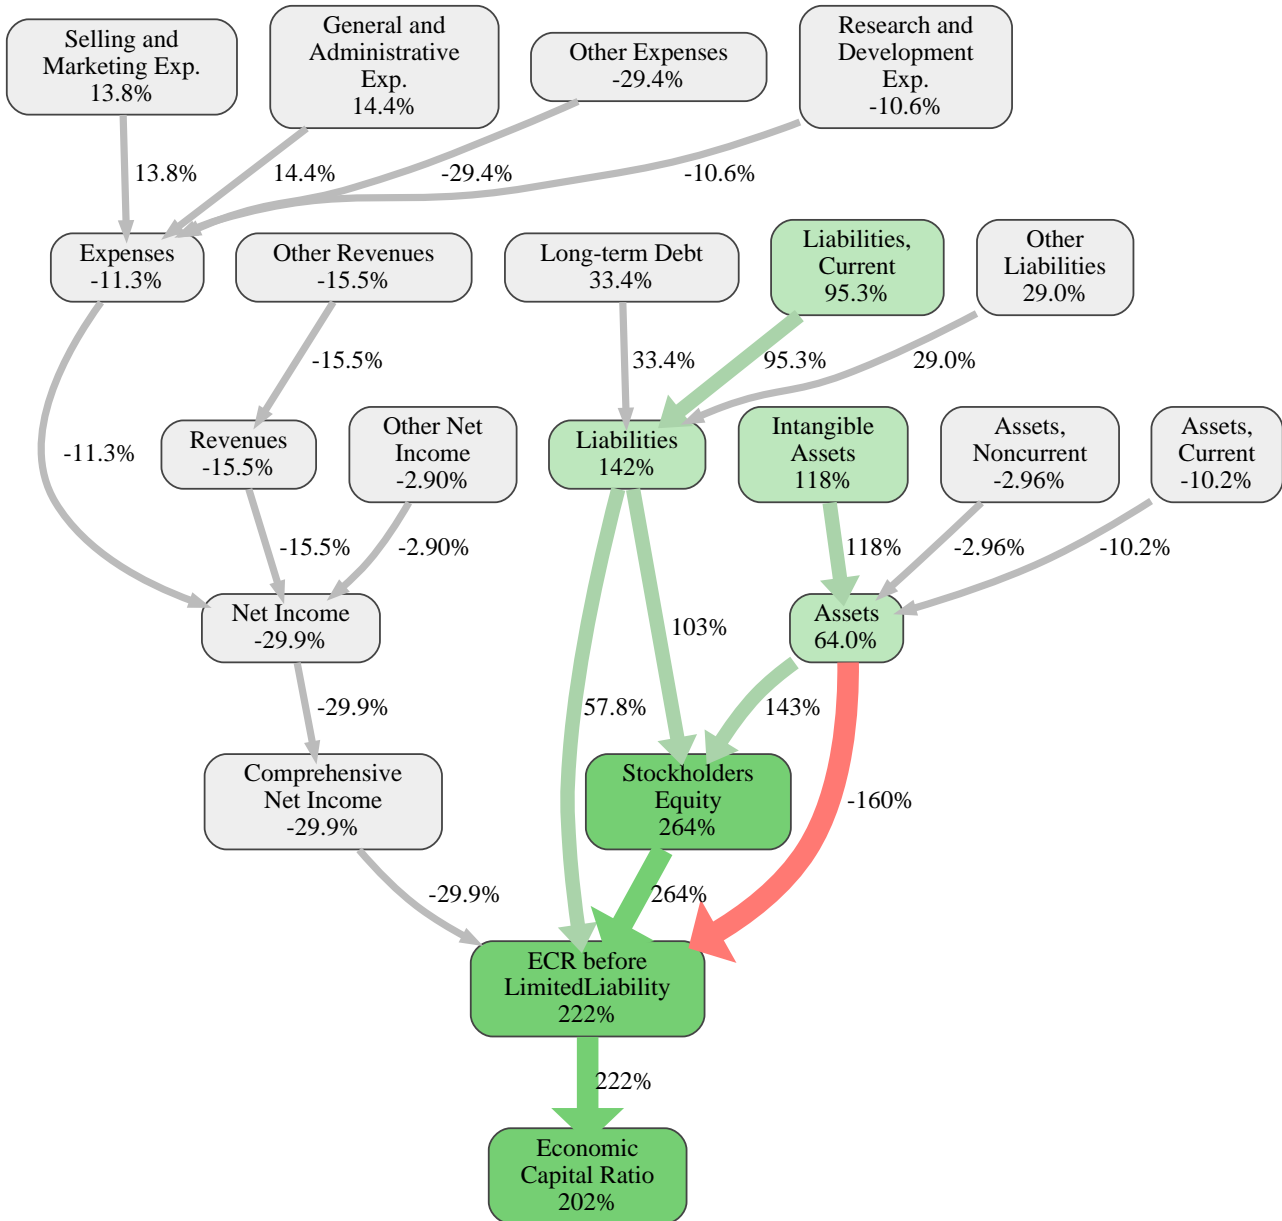 Selling and
Marketing Exp.
13.8%
General and
Administrative
Exp.
14.4%
Other Expenses
-29.4%
Research and
Development
Exp.
-10.6%
13.8%
14.4%
-29.4%
-10.6%
Expenses
-11.3%
Other Revenues
-15.5%
Long-term Debt
33.4%
Liabilities,
Current
95.3%
Other
Liabilities
29.0%
-15.5%
33.4%
95.3%
29.0%
-11.3%
Revenues
-15.5%
Other Net
Income
-2.90%
Liabilities
142%
Intangible
Assets
118%
Assets,
Noncurrent
-2.96%
Assets,
Current
-10.2%
-15.5%
-2.90%
118%
-2.96%
-10.2%
Net Income
-29.9%
103%
Assets
64.0%
-29.9%
57.8%
143%
Comprehensive
Net Income
-29.9%
Stockholders
Equity
264%
-160%
-29.9%
264%
ECR before
LimitedLiability
222%
222%
Economic
Capital Ratio
202%